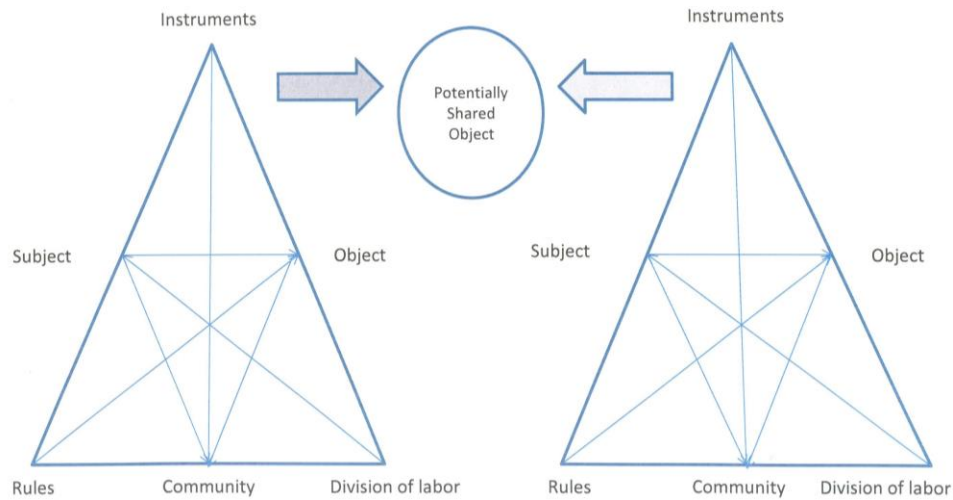 Instruments
Instruments
Potentially
Shared
Object
Subject
Object
Subject
Object
Rules
Community
Division of labor
Rules
Community
Division of labor